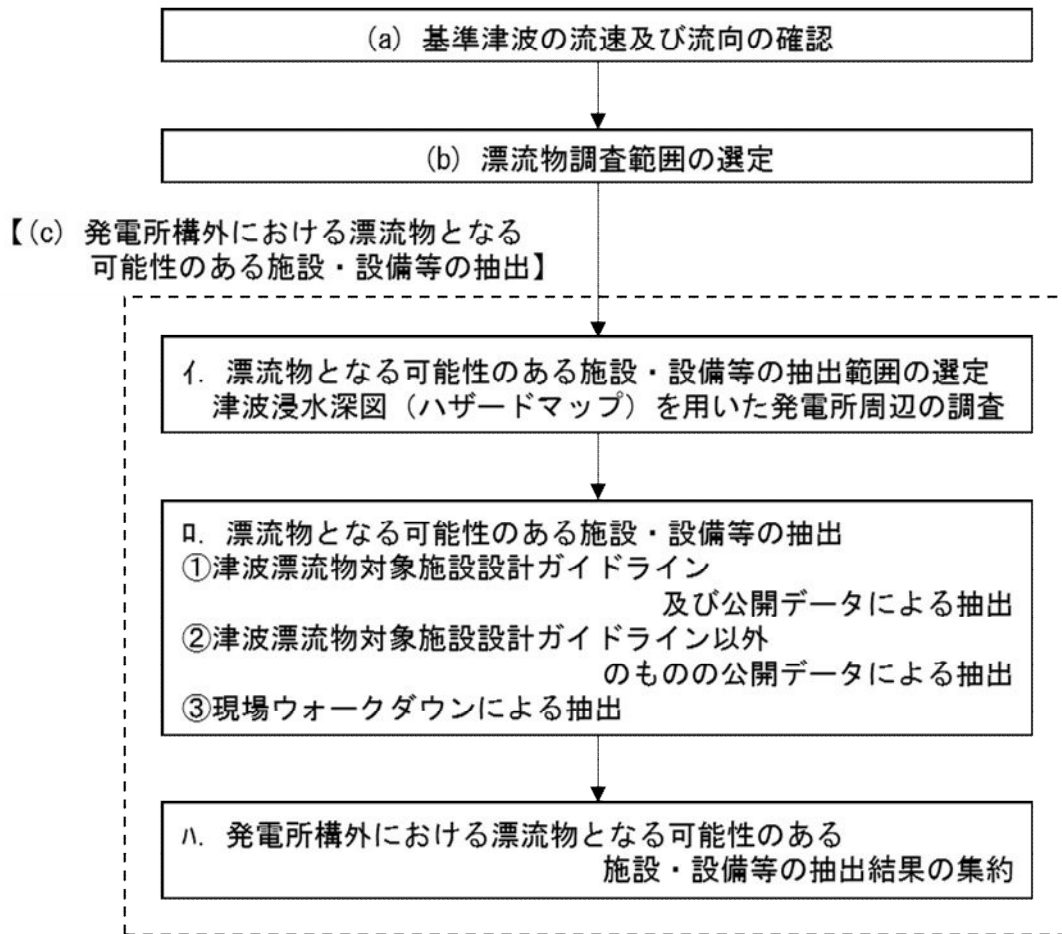 (a) 基準津波の流速及び流向の確認
(b) 漂流物調査範囲の選定
【(c) 発電所構外における漂流物となる
可能性のある施設・設備等の抽出】
ｲ. 漂流物となる可能性のある施設・設備等の抽出範囲の選定
津波浸水深図（ハザードマップ）を用いた発電所周辺の調査
ﾛ. 漂流物となる可能性のある施設・設備等の抽出
①津波漂流物対象施設設計ガイドライン
及び公開データによる抽出
②津波漂流物対象施設設計ガイドライン以外
のものの公開データによる抽出
③現場ウォークダウンによる抽出
ﾊ. 発電所構外における漂流物となる可能性のある
施設・設備等の抽出結果の集約